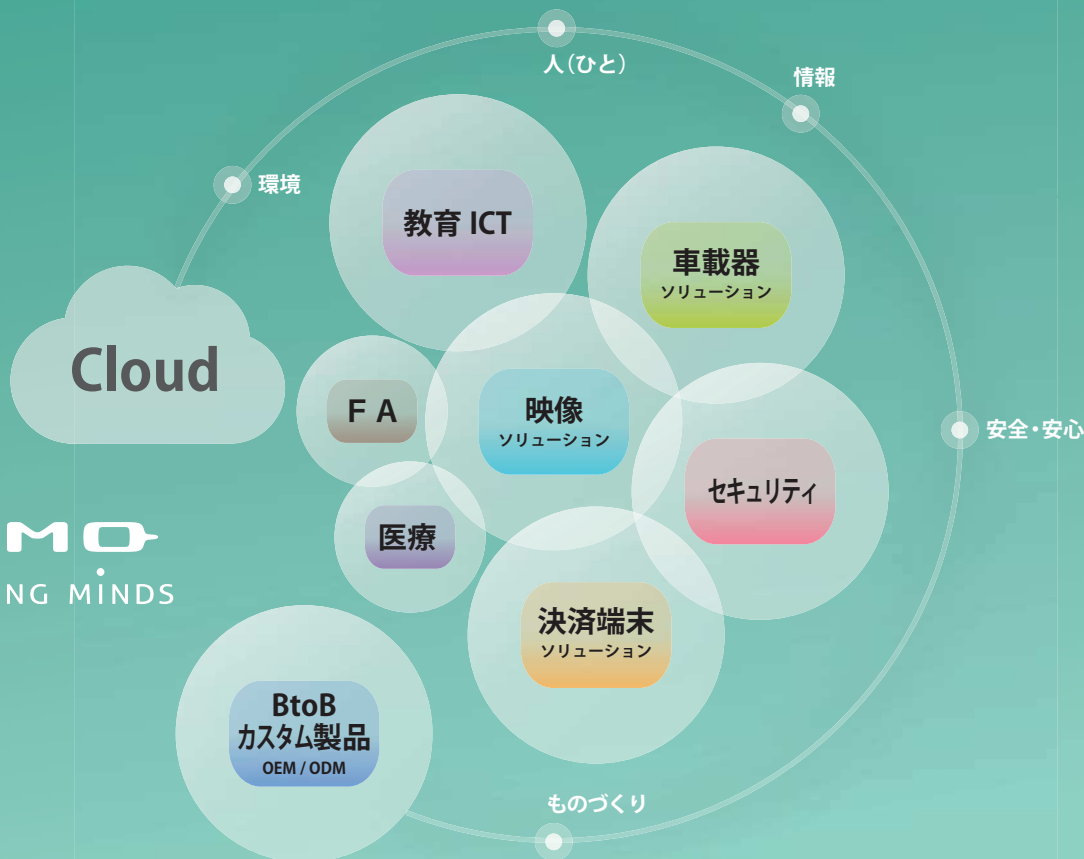 人(ひと)
情報
環境
教育 ICT
車載器
ソリューション
Cloud
F A
映像
ソリューション
安全・安心
セキュリティ
医療
MO
NG MINDS
決済端末
ソリューション
BtoB
カスタム製品
OEM / ODM
ものづくり